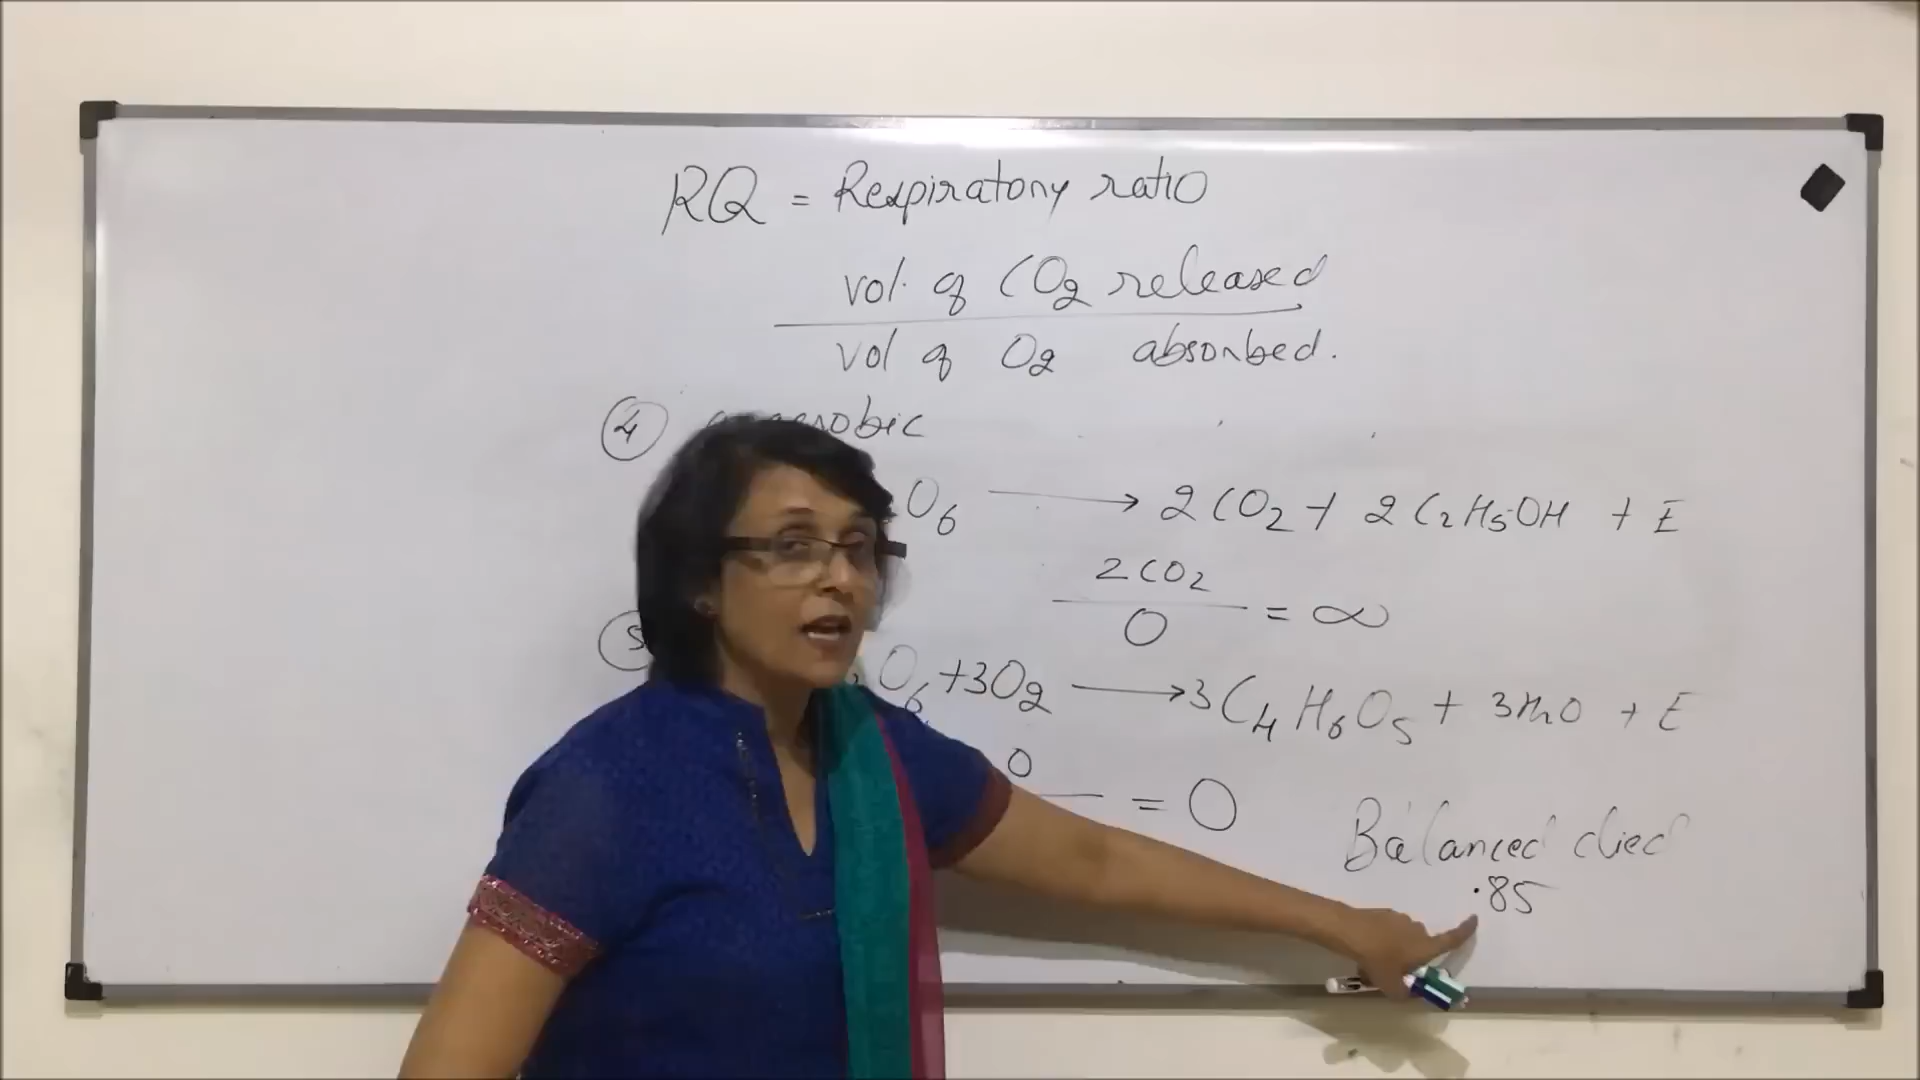 RQ = Respiratory ratio
vol. of CO2 released
vol of O2 absorbed.
4
O6 → 2CO2 + 2C2H5OH + E
2CO2
0 = ∞
5
O6 +3O2 → 3C4H6O5 + 3H2O + E
0
= 0
Balanced diet
.85